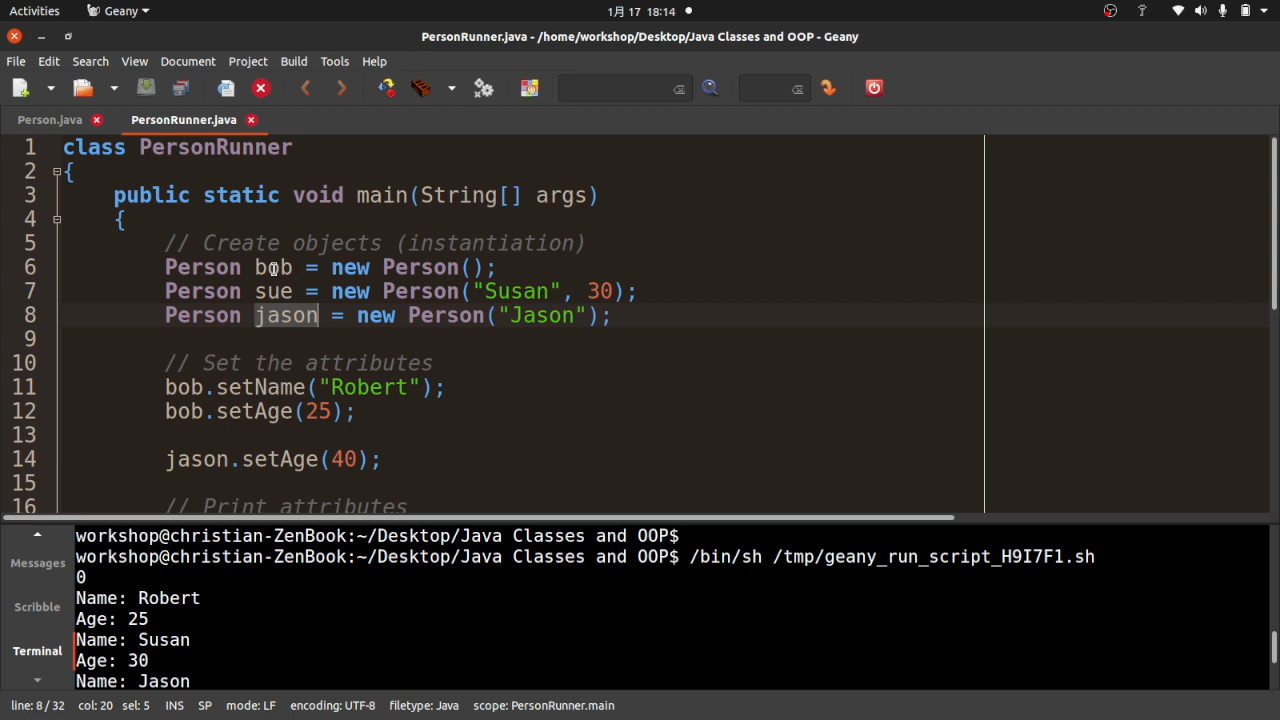 Activities Geany 1月 17 18:14
PersonRunner.java - /home/workshop/Desktop/Java Classes and OOP - Geany
File Edit Search View Document Project Build Tools Help
Person.java PersonRunner.java
1 class PersonRunner
2 {
3 public static void main(String[] args)
4 {
5 // Create objects (instantiation)
6 Person bob = new Person();
7 Person sue = new Person("Susan", 30);
8 Person jason = new Person("Jason");
9
10 // Set the attributes
11 bob.setName("Robert");
12 bob.setAge(25);
13
14 jason.setAge(40);
15
16 // Print attributes
Messages
Scribble
Terminal
workshop@christian-ZenBook:~/Desktop/Java Classes and OOP$
workshop@christian-ZenBook:~/Desktop/Java Classes and OOP$ /bin/sh /tmp/geany_run_script_H9I7F1.sh
0
Name: Robert
Age: 25
Name: Susan
Age: 30
Name: Jason
line: 8 / 32 col: 20 sel: 5 INS SP mode: LF encoding: UTF-8 filetype: Java scope: PersonRunner.main